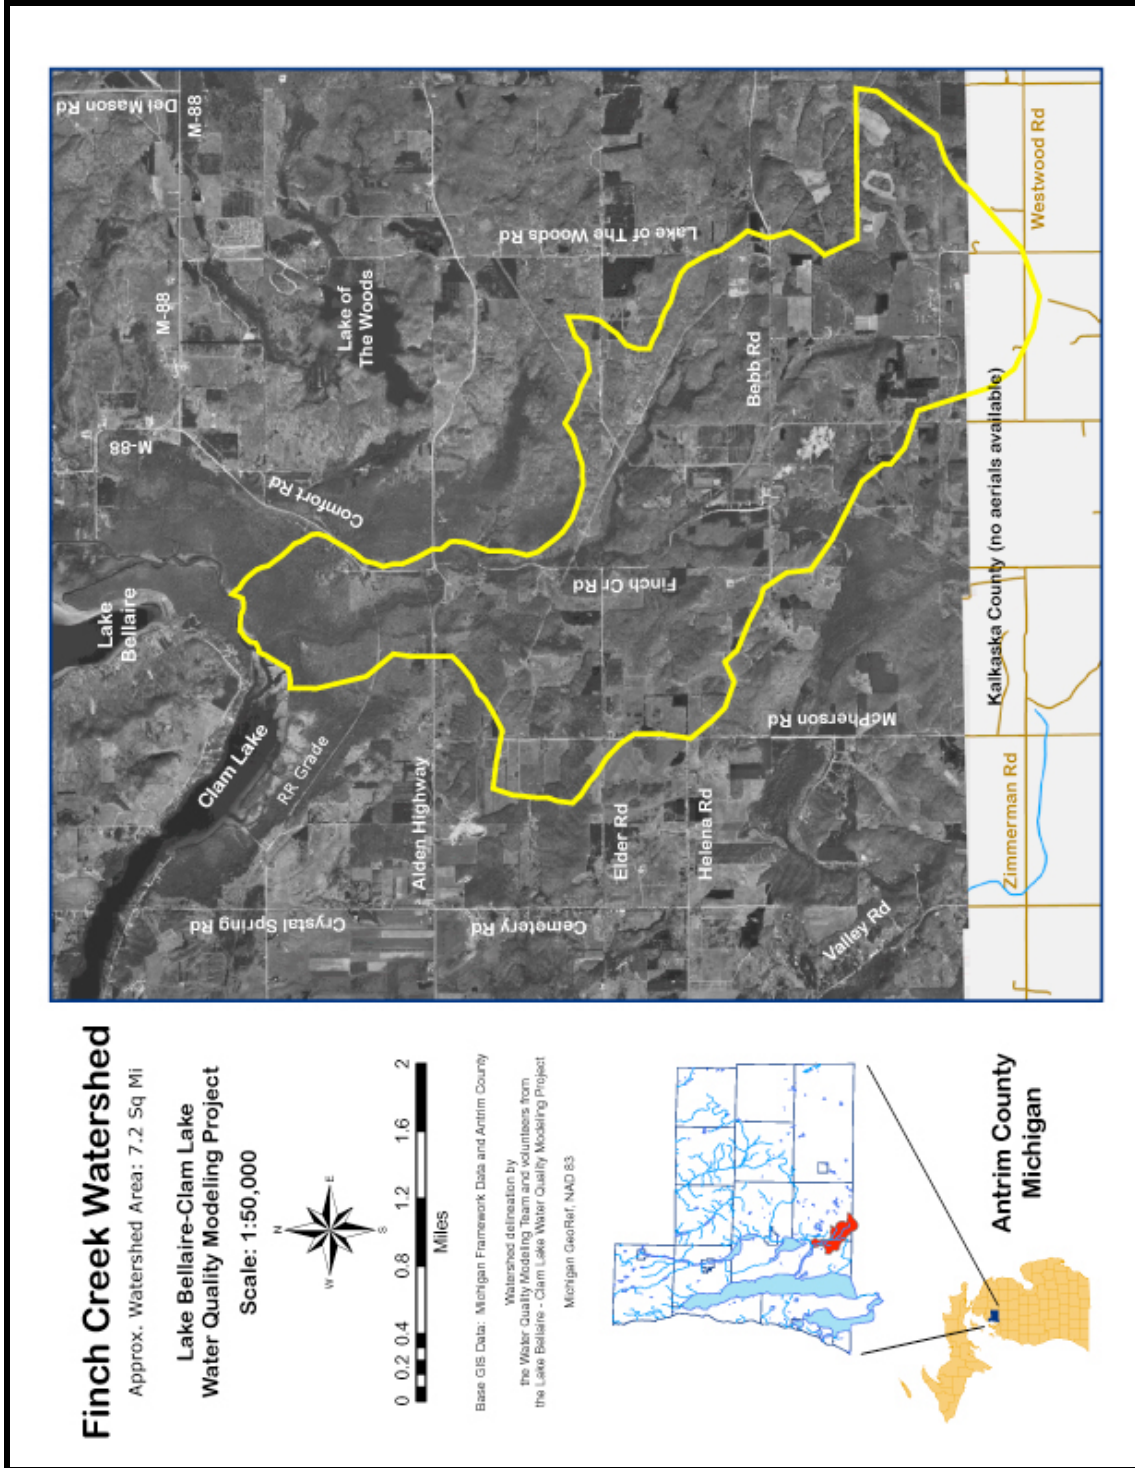 Finch Creek Watershed
Approx. Watershed Area: 7.2 Sq Mi
Lake Bellaire-Clam Lake
Water Quality Modeling Project
Scale: 1:50,000
N
E
S
W
0 0.2 0.4 0.8 1.2 1.6 2
Miles
Base GIS Data: Michigan Framework Data and Antrim County
Watershed delineation by
the Water Quality Modeling Team and volunteers from
the Lake Bellaire - Clam Lake Water Quality Modeling Project
Michigan GeoRef, NAD 83
Antrim County
Michigan
Del Mason Rd
M-88
M-88
M-88
Lake of
The Woods
Lake of The Woods Rd
Comfort Rd
Lake
Bellaire
Clam Lake
RR Grade
Crystal Spring Rd
Alden Highway
Cemetery Rd
Finch Cr Rd
Elder Rd
Helena Rd
Bebb Rd
McPherson Rd
Valley Rd
Kalkaska County (no aerials available)
Westwood Rd
Zimmerman Rd